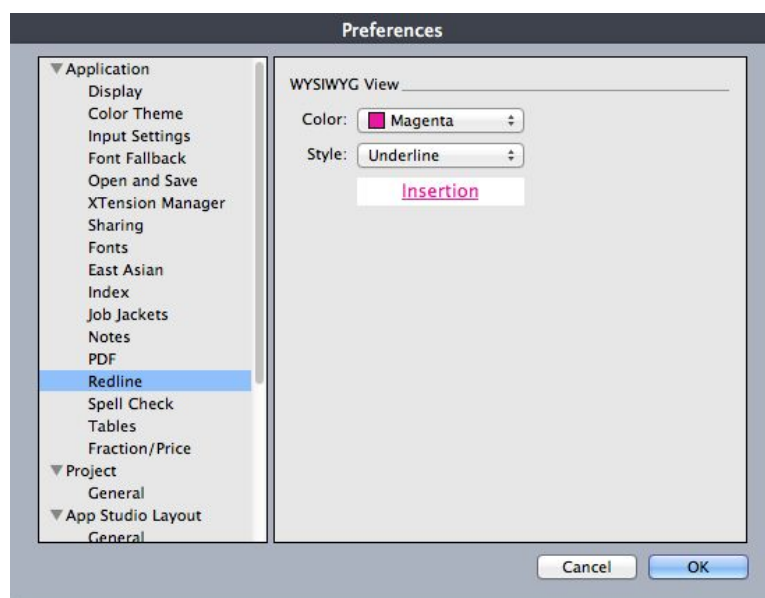 Preferences
Application
Display
Color Theme
Input Settings
Font Fallback
Open and Save
XTension Manager
Sharing
Fonts
East Asian
Index
Job Jackets
Notes
PDF
Redline
Spell Check
Tables
Fraction/Price
Project
General
App Studio Layout
General
WYSIWYG View
Color: Magenta
Style: Underline
Insertion
Cancel OK